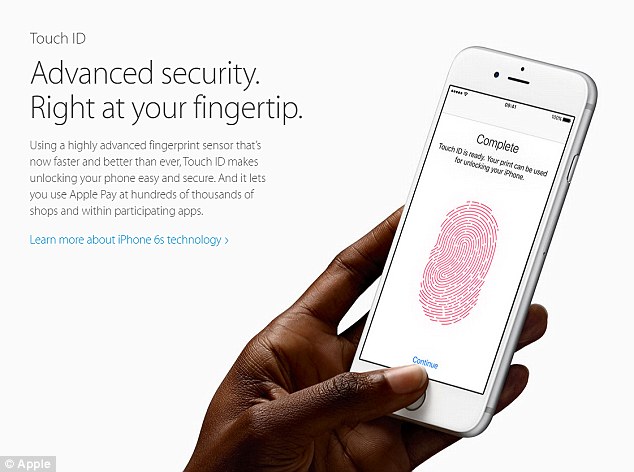 Touch ID
Advanced security.
Right at your fingertip.
Using a highly advanced fingerprint sensor that's
now faster and better than ever, Touch ID makes
unlocking your phone easy and secure. And it lets
you use Apple Pay at hundreds of thousands of
shops and within participating apps.
Learn more about iPhone 6s technology >
09:41
100%
Complete
Touch ID is ready. Your print can be used
for unlocking your iPhone.
Continue
© Apple